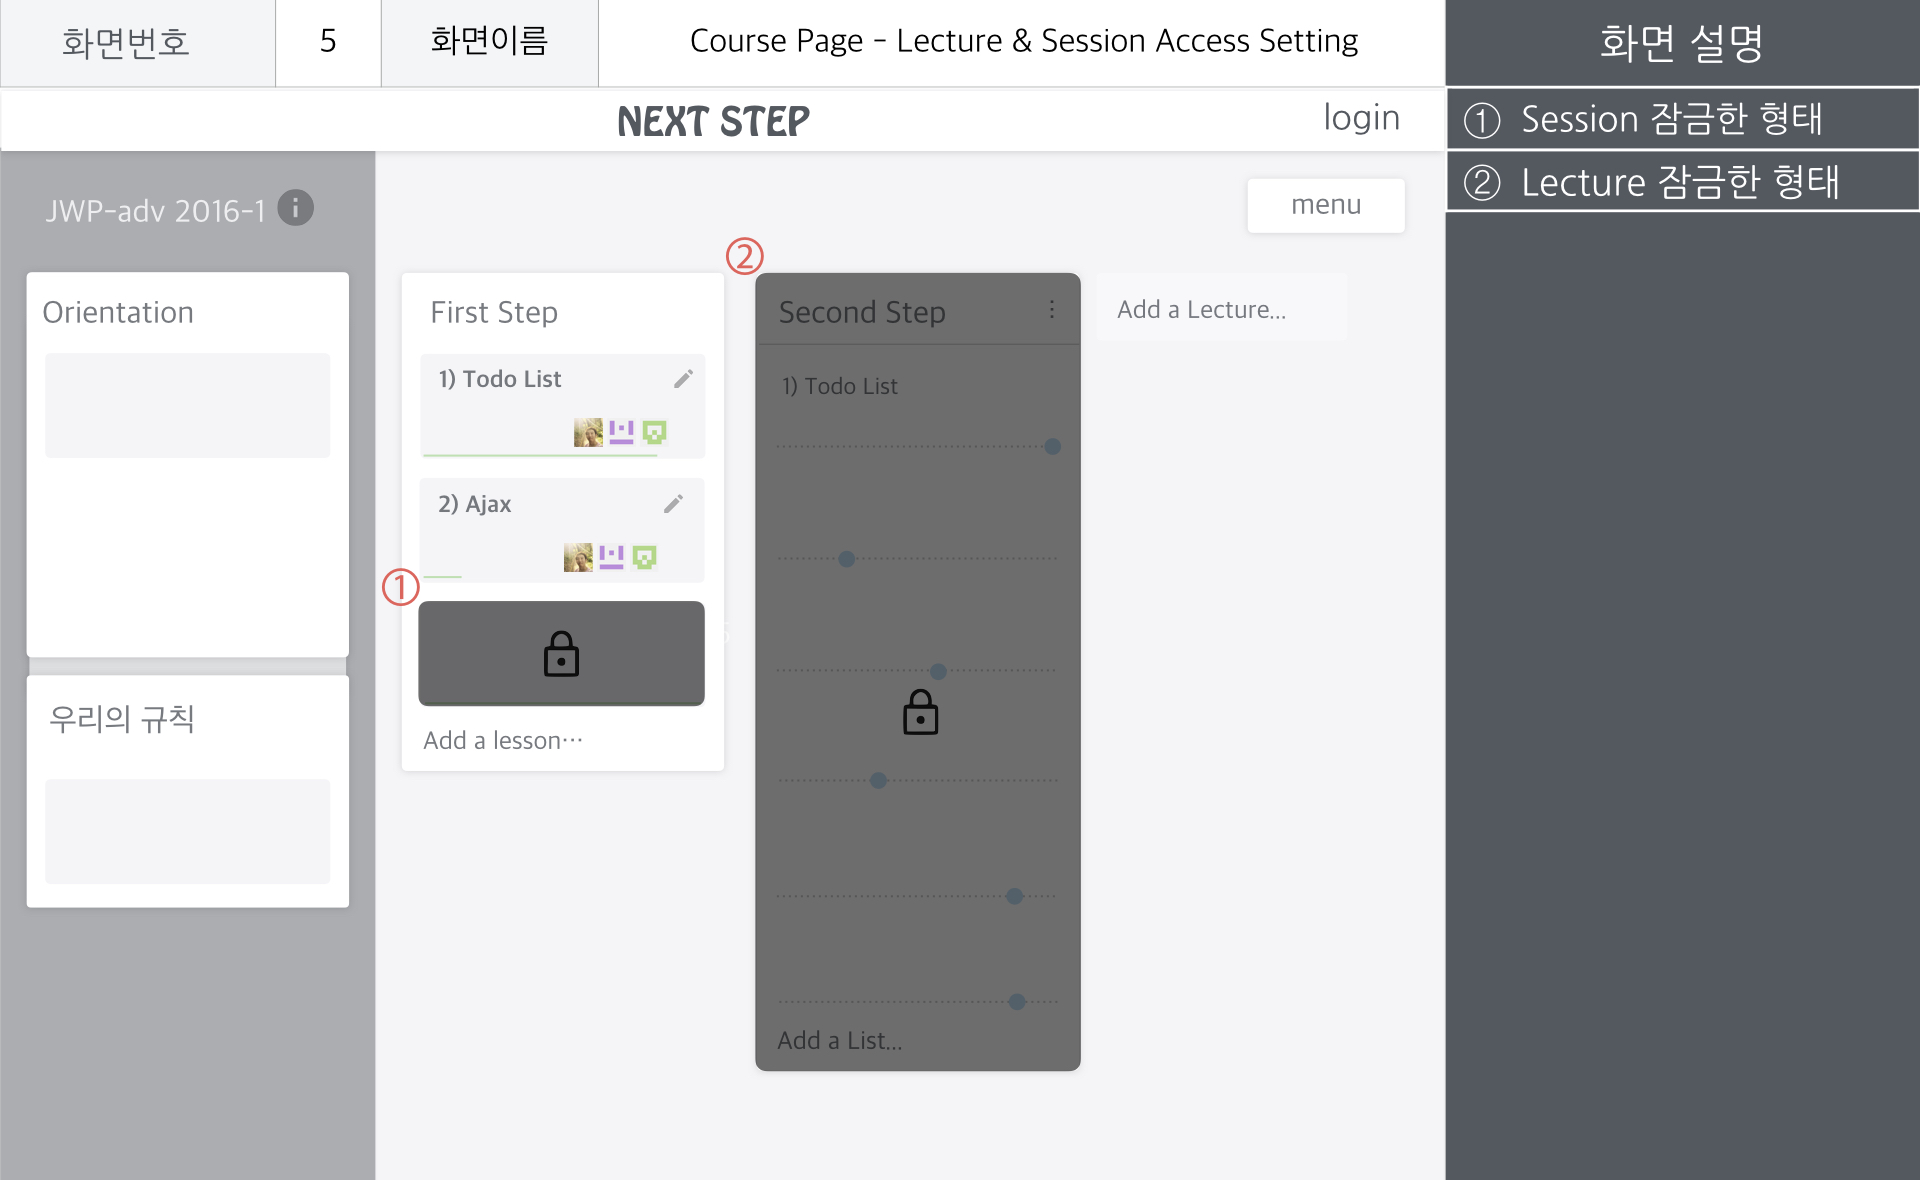 화면번호
5
화면이름
Course Page - Lecture & Session Access Setting
화면 설명
① Session 잠금한 형태
② Lecture 잠금한 형태
NEXT STEP
login
JWP-adv 2016-1
menu
Orientation
우리의 규칙
First Step
1) Todo List
2) Ajax
①
Add a lesson···
②
Second Step
1) Todo List
Add a List...
Add a Lecture...